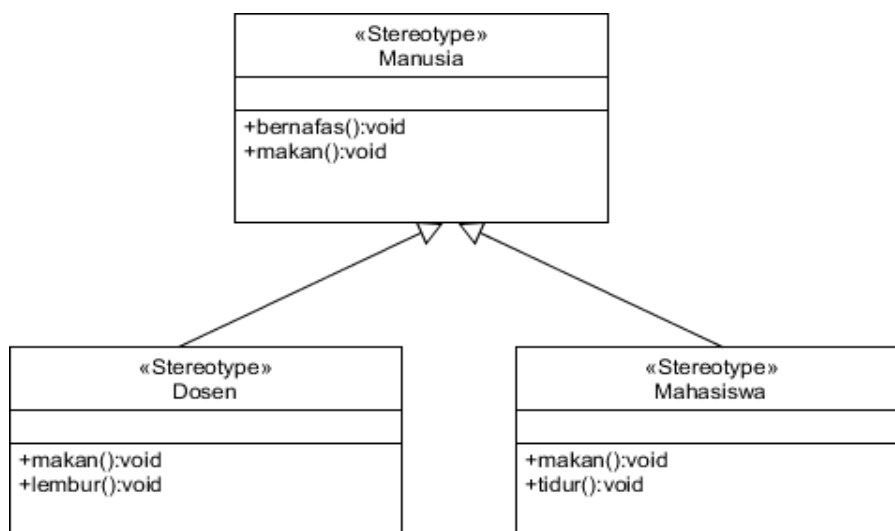 «Stereotype»
Manusia
+bernafas():void
+makan():void
«Stereotype»
Dosen
+makan():void
+lembur():void
«Stereotype»
Mahasiswa
+makan():void
+tidur():void